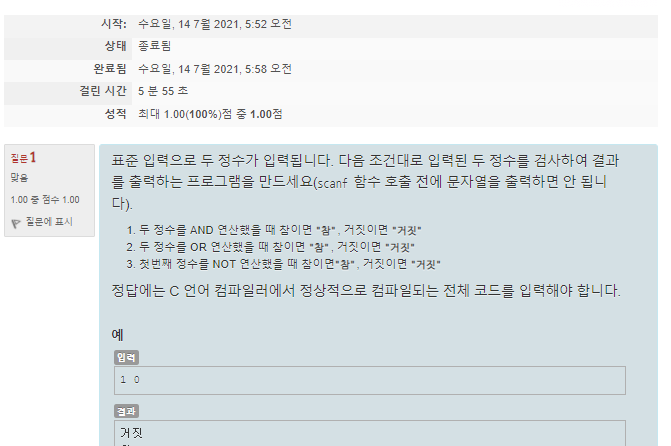 시작: 수요일, 14 7월 2021, 5:52 오전
상태 종료됨
완료됨 수요일, 14 7월 2021, 5:58 오전
걸린 시간 5 분 55 초
성적 최대 1.00(100%)점 중 1.00점
질문 1
맞음
1.00 중 점수 1.00
질문에 표시
표준 입력으로 두 정수가 입력됩니다. 다음 조건대로 입력된 두 정수를 검사하여 결과
를 출력하는 프로그램을 만드세요(scanf 함수 호출 전에 문자열을 출력하면 안 됩니
다).
1. 두 정수를 AND 연산했을 때 참이면 "참", 거짓이면 "거짓"
2. 두 정수를 OR 연산했을 때 참이면 "참", 거짓이면 "거짓"
3. 첫번째 정수를 NOT 연산했을 때 참이면"참", 거짓이면 "거짓"
정답에는 C 언어 컴파일러에서 정상적으로 컴파일되는 전체 코드를 입력해야 합니다.
예
입력
1 0
결과
거짓